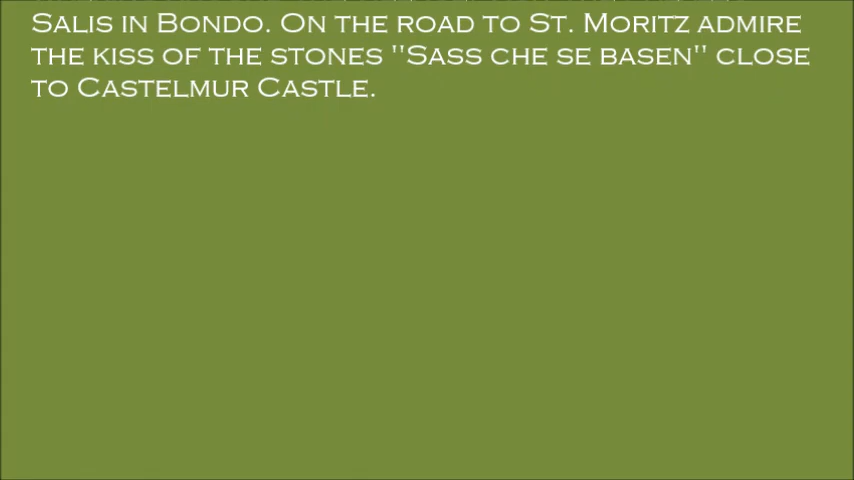 Salis in Bondo. On the road to St. Moritz admire
the kiss of the stones "Sass che se basen" close
to Castelmur Castle.